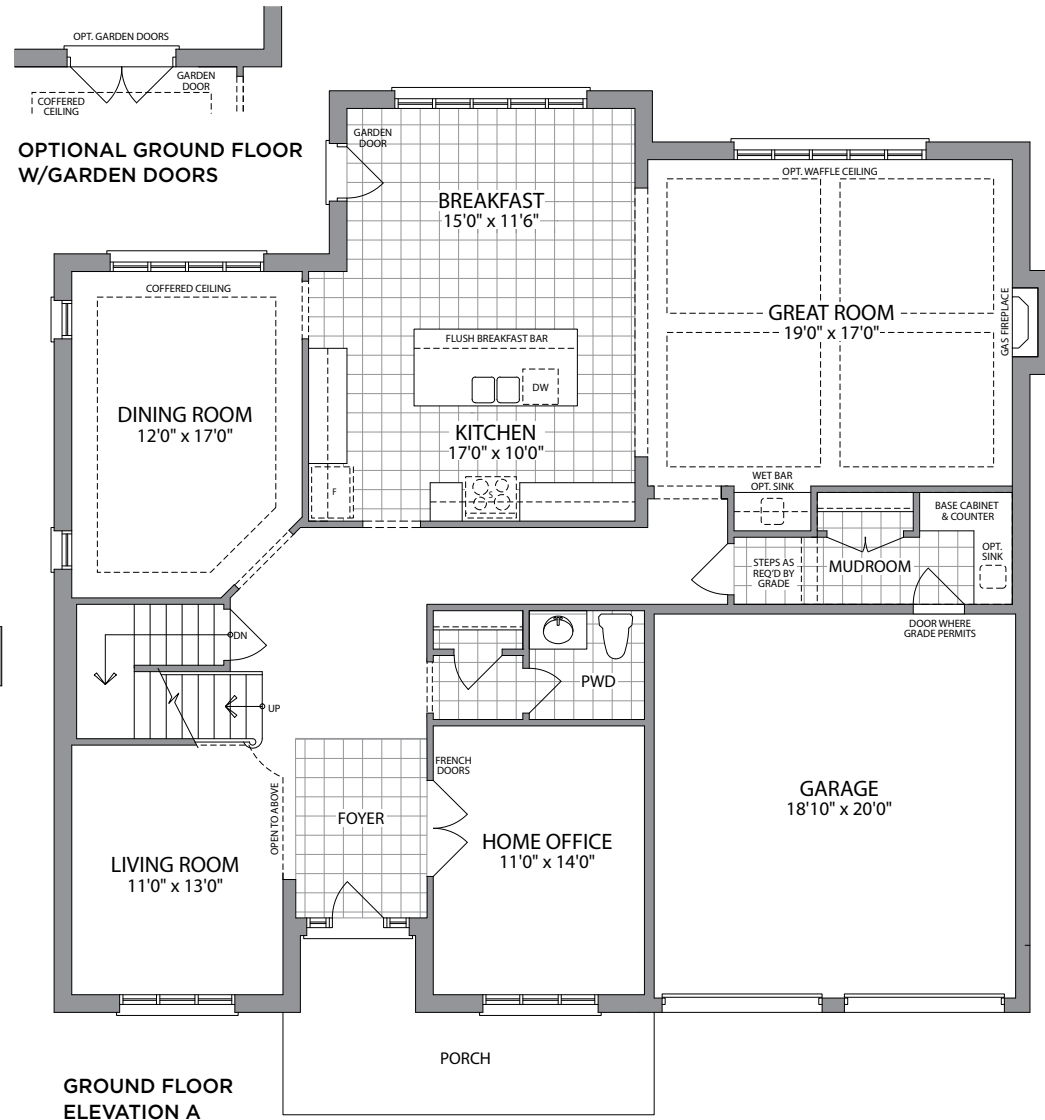 OPT. GARDEN DOORS
GARDEN
DOOR
COFFERED
CEILING
OPTIONAL GROUND FLOOR
W/GARDEN DOORS
GARDEN
DOOR
BREAKFAST
15'0" x 11'6"
OPT. WAFFLE CEILING
GREAT ROOM
19'0" x 17'0"
GAS FIREPLACE
COFFERED CEILING
DINING ROOM
12'0" x 17'0"
FLUSH BREAKFAST BAR
DW
KITCHEN
17'0" x 10'0"
F
S
WET BAR
OPT. SINK
BASE CABINET
& COUNTER
OPT.
SINK
STEPS AS
REQ'D BY
GRADE
MUDROOM
DOOR WHERE
GRADE PERMITS
DN
UP
PWD
OPEN TO ABOVE
FOYER
FRENCH
DOORS
LIVING ROOM
11'0" x 13'0"
HOME OFFICE
11'0" x 14'0"
GARAGE
18'10" x 20'0"
PORCH
GROUND FLOOR
ELEVATION A